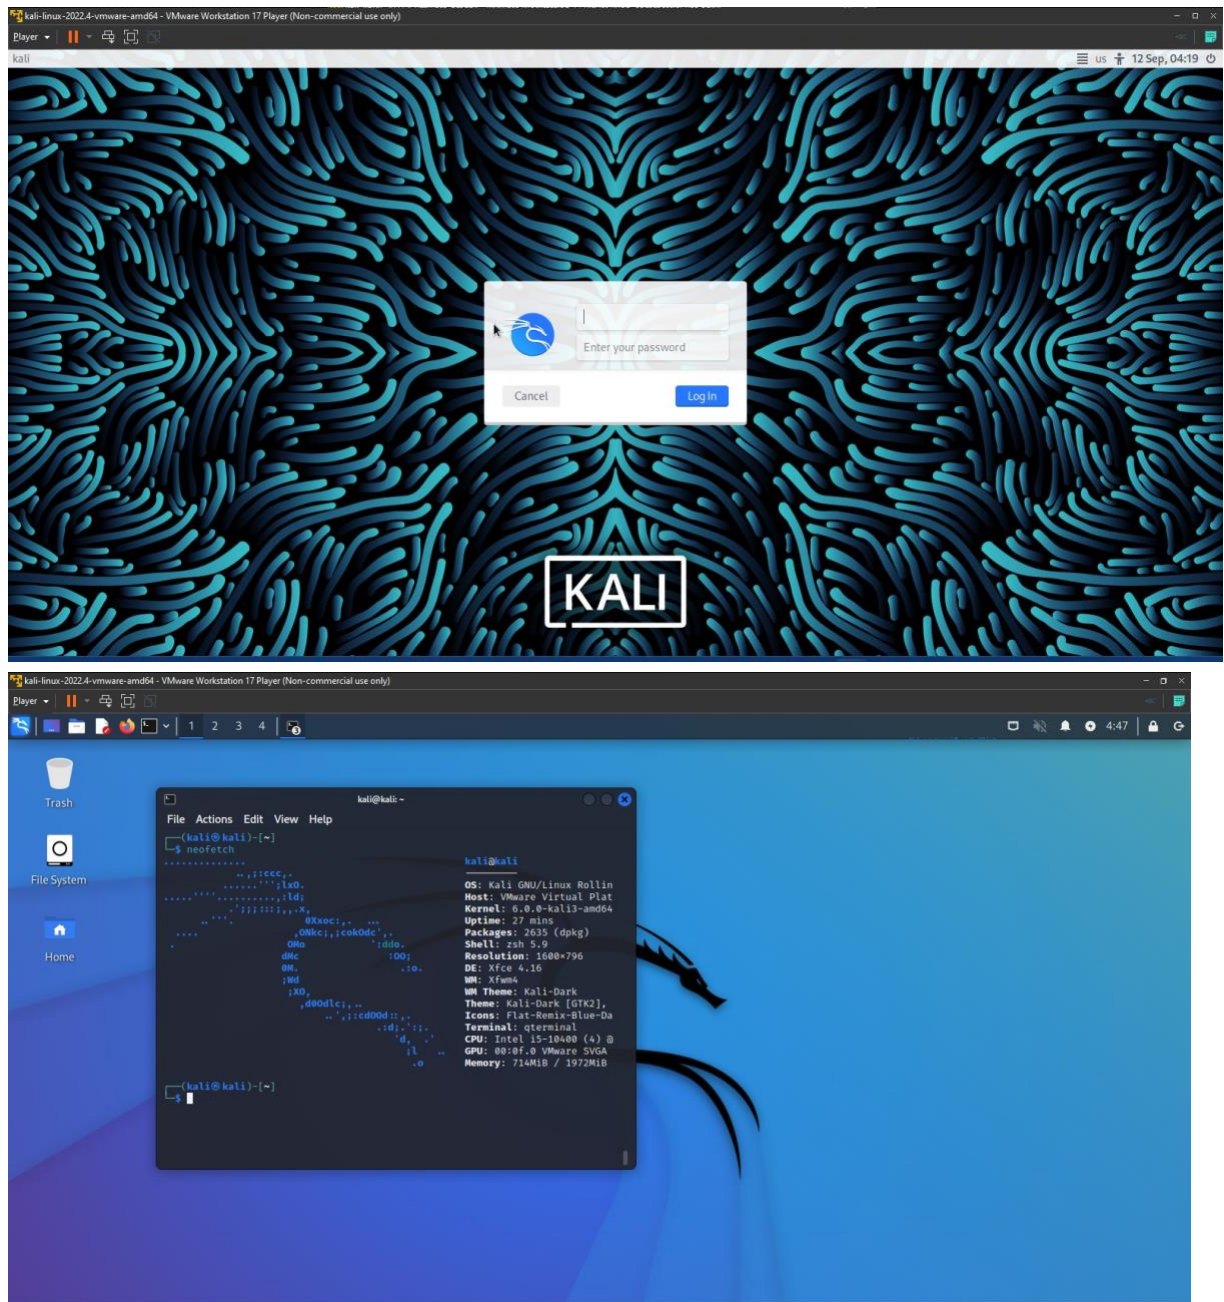 kali-linux-2022.4-vmware-amd64 - VMware Workstation 17 Player (Non-commercial use only)
Player
kali
us 12 Sep, 04:19
Enter your password
Cancel Log In
KALI
kali-linux-2022.4-vmware-amd64 - VMware Workstation 17 Player (Non-commercial use only)
Player
1 2 3 4 3 4:47
Trash
File System
Home
kali@kali: ~
File Actions Edit View Help
(kali㉿kali)-[~]
$ neofetch
kali@kali
OS: Kali GNU/Linux Rollin
Host: VMware Virtual Plat
Kernel: 6.0.0-kali3-amd64
Uptime: 27 mins
Packages: 2635 (dpkg)
Shell: zsh 5.9
Resolution: 1600×796
DE: Xfce 4.16
WM: Xfwm4
WM Theme: Kali-Dark
Theme: Kali-Dark [GTK2],
Icons: Flat-Remix-Blue-Da
Terminal: qterminal
CPU: Intel i5-10400 (4) @
GPU: 00:0f.0 VMware SVGA
Memory: 714MiB / 1972MiB
(kali㉿kali)-[~]
$